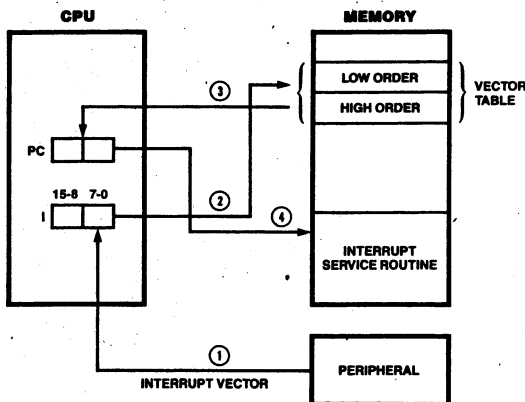 CPU
MEMORY
LOW ORDER
HIGH ORDER
VECTOR
TABLE
3
PC
15-8 7-0
I
2
4
INTERRUPT
SERVICE ROUTINE
1
INTERRUPT VECTOR
PERIPHERAL